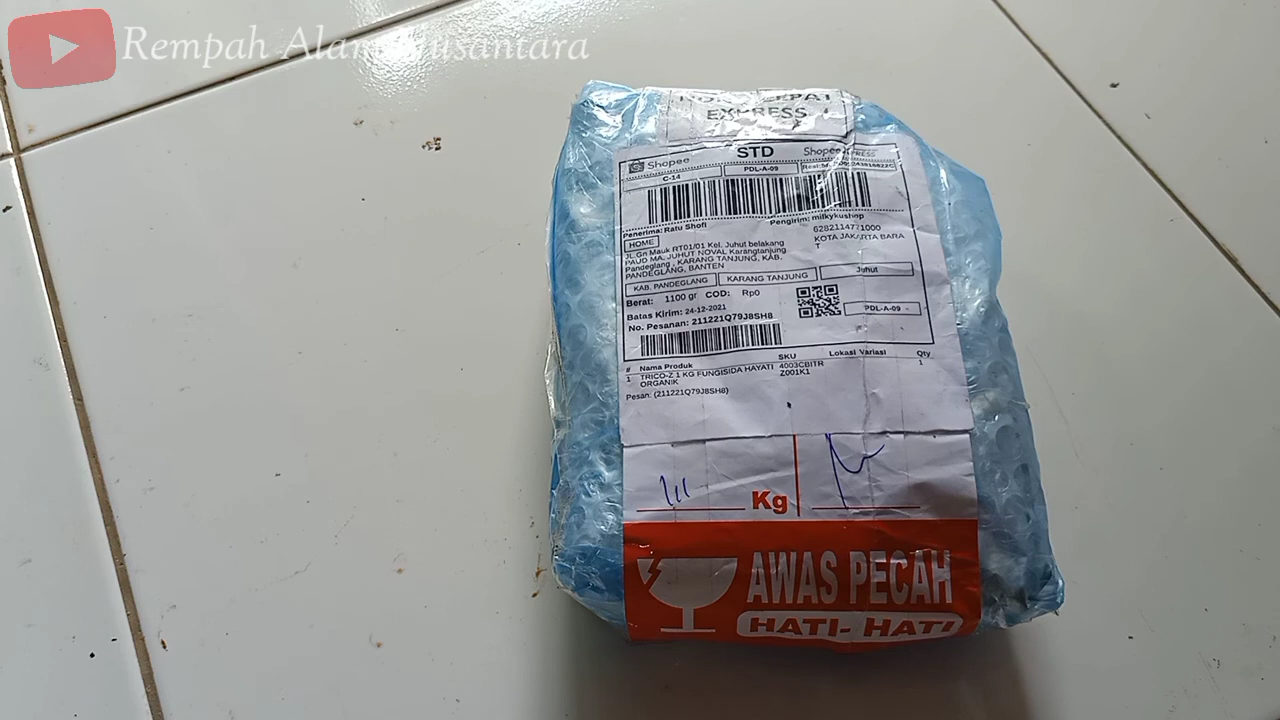 Rempah Alam Nusantara
EXPRESS
Shopee STD Shopee EXPRESS
C-14 PDL-A-09
Penerima: Ratu Shofi Pengirim: milkykushop
HOME 6282114771000
JL.Gn Mauk RT01/01 Kel. Juhut belakang KOTA JAKARTA BARA
PAUD MA. JUHUT NOVAL Karangtanjung T
Pandeglang , KARANG TANJUNG, KAB.
PANDEGLANG, BANTEN
KAB. PANDEGLANG KARANG TANJUNG Juhut
Berat: 1100 gr COD: Rp0
Batas Kirim: 24-12-2021 PDL-A-09
No. Pesanan: 211221Q79J8SH8
# Nama Produk SKU Lokasi Variasi Qty
1 TRICO-Z 1 KG FUNGISIDA HAYATI 4003CBITR 1
ORGANIK Z001K1
Pesan: (211221Q79J8SH8)
Kg
AWAS PECAH
HATI- HATI